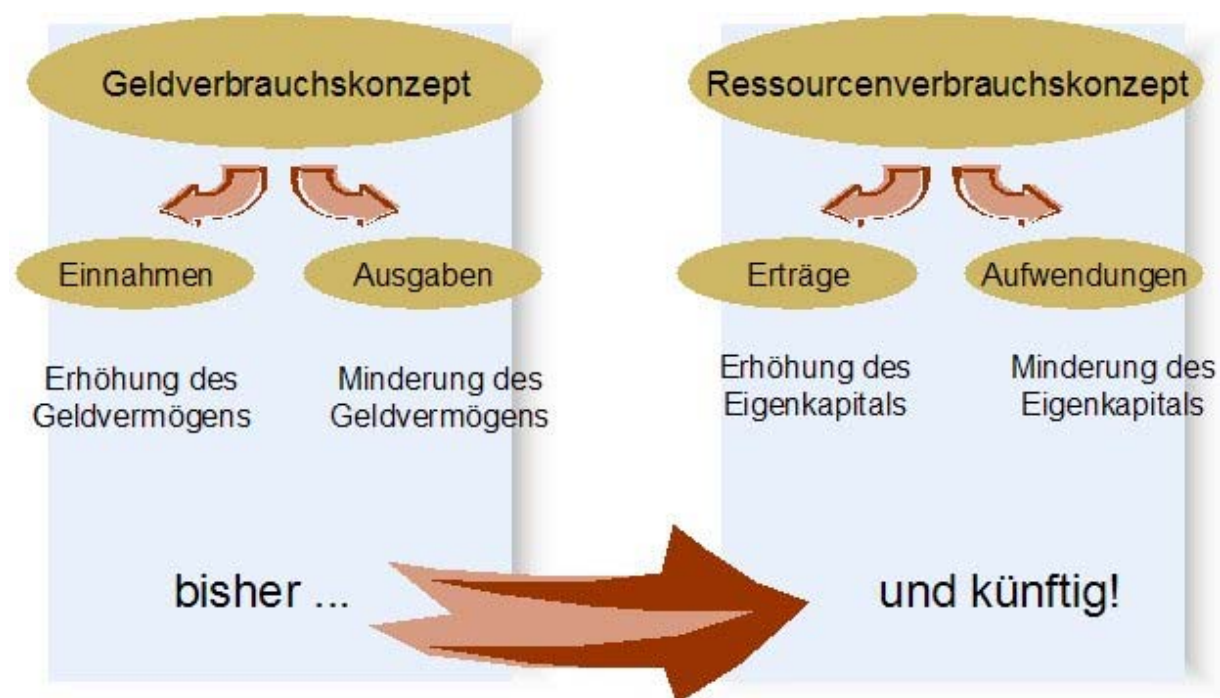 Geldverbrauchskonzept
Einnahmen
Ausgaben
Erhöhung des
Geldvermögens
Minderung des
Geldvermögens
bisher ...
Ressourcenverbrauchskonzept
Erträge
Aufwendungen
Erhöhung des
Eigenkapitals
Minderung des
Eigenkapitals
und künftig!